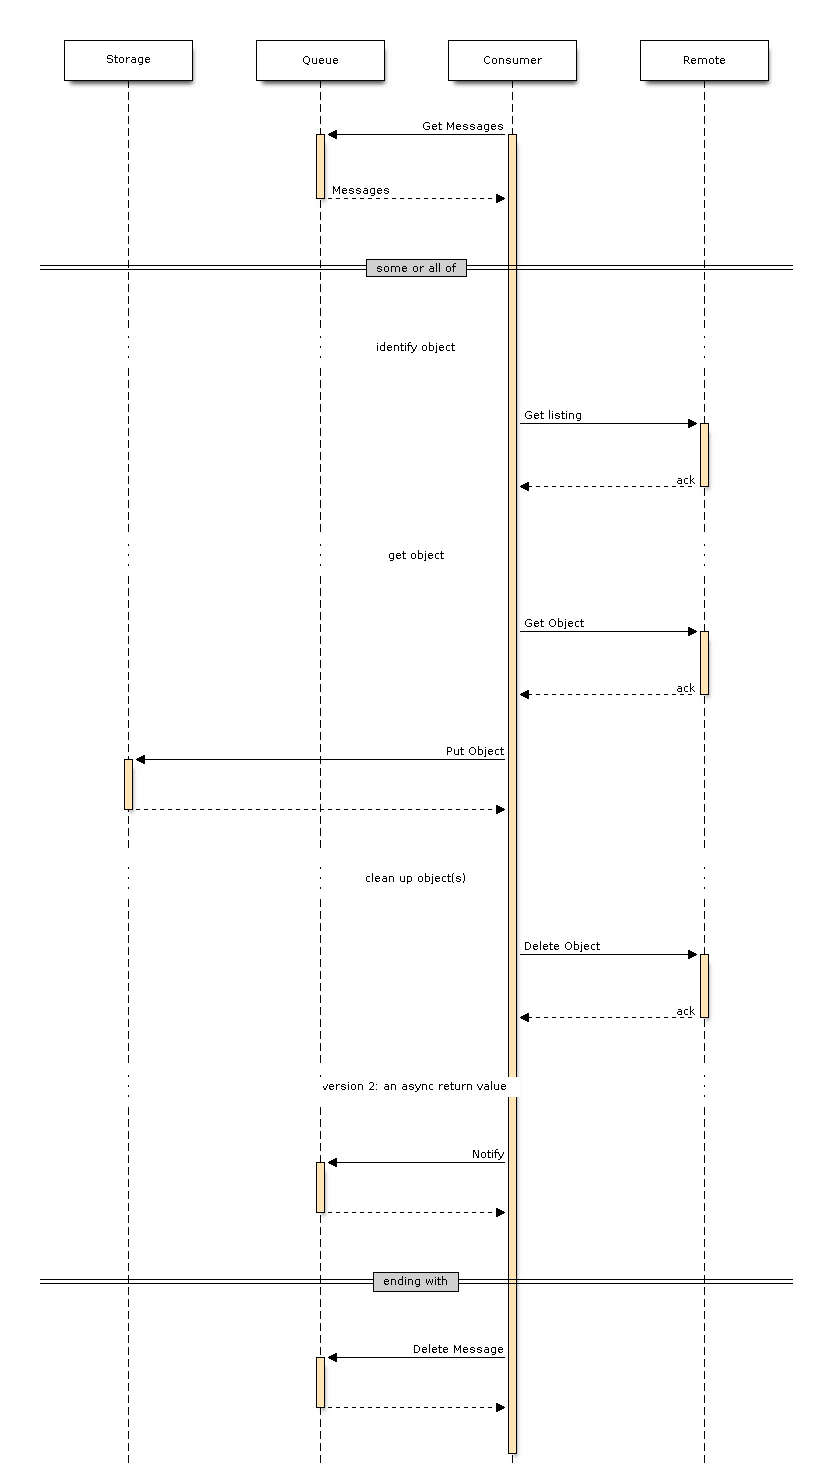 Storage
Queue
Consumer
Remote
Get Messages
Messages
some or all of
identify object
Get listing
ack
get object
Get Object
ack
Put Object
clean up object(s)
Delete Object
ack
version 2: an async return value
Notify
ending with
Delete Message